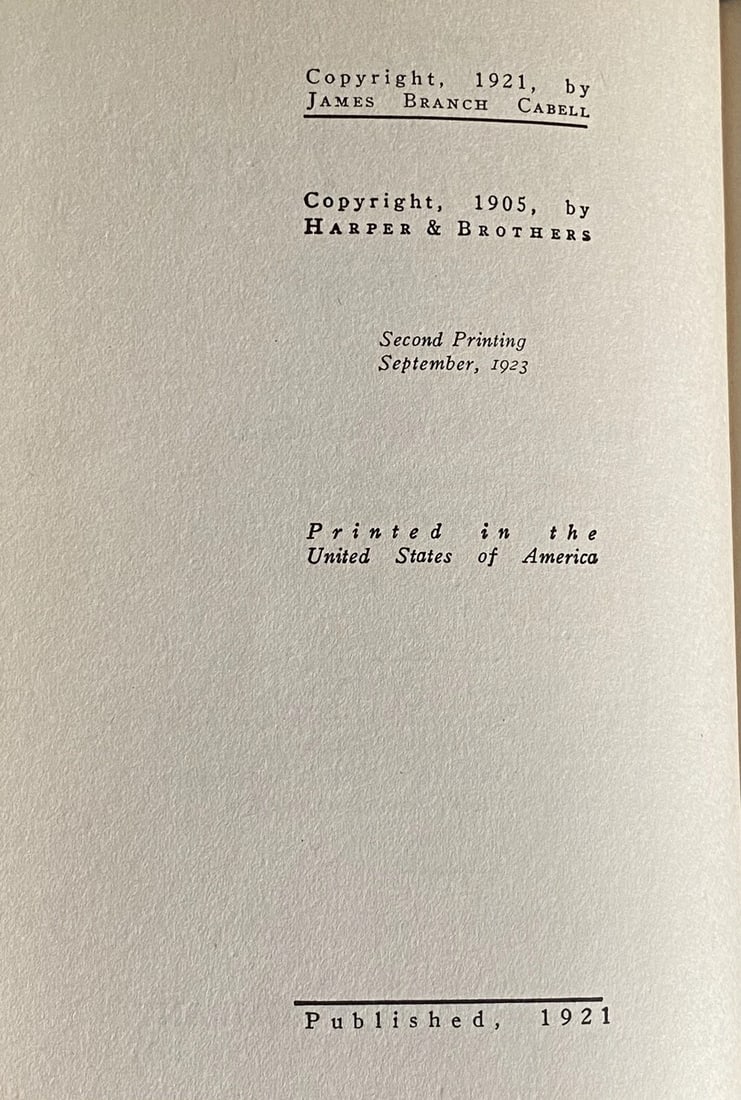 Copyright, 1921, by
JAMES BRANCH CABELL
Copyright, 1905, by
HARPER & BROTHERS
Second Printing
September, 1923
Printed in the
United States of America
Published, 1921